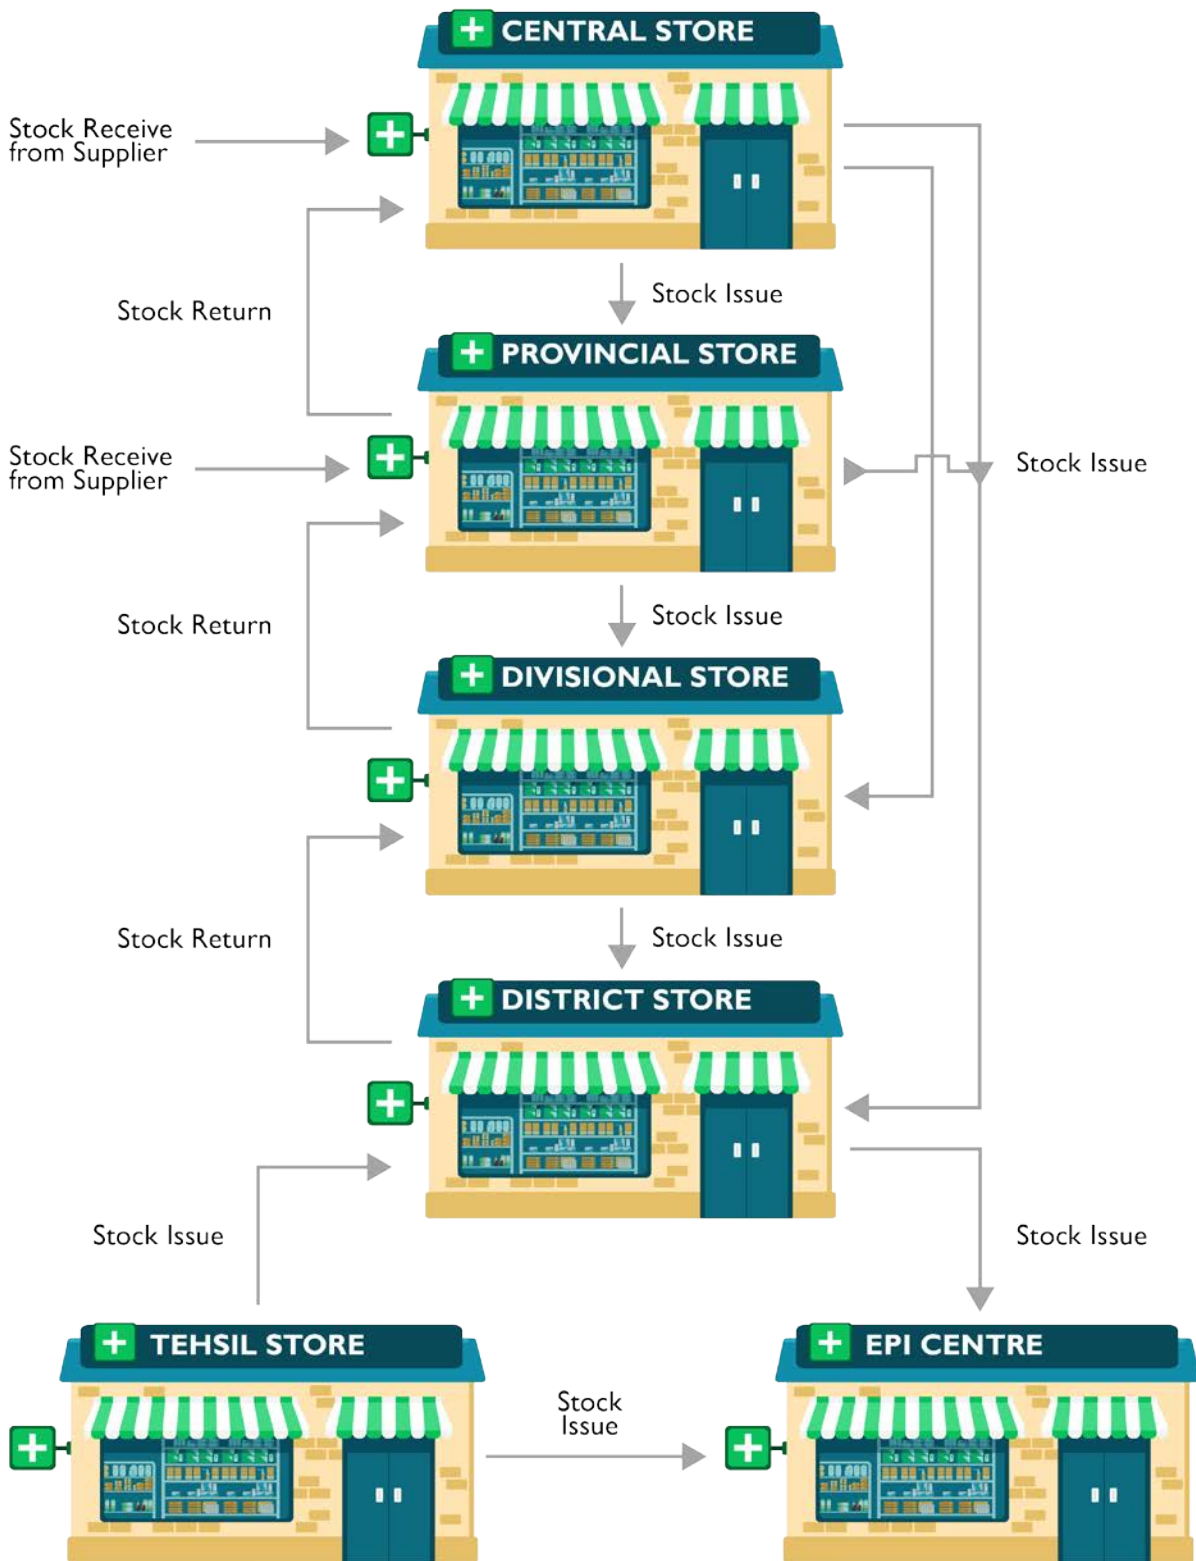 CENTRAL STORE
Stock Receive
from Supplier
Stock Issue
Stock Return
PROVINCIAL STORE
Stock Receive
from Supplier
Stock Issue
Stock Issue
Stock Return
DIVISIONAL STORE
Stock Issue
Stock Return
DISTRICT STORE
Stock Issue
Stock Issue
TEHSIL STORE
EPI CENTRE
Stock
Issue